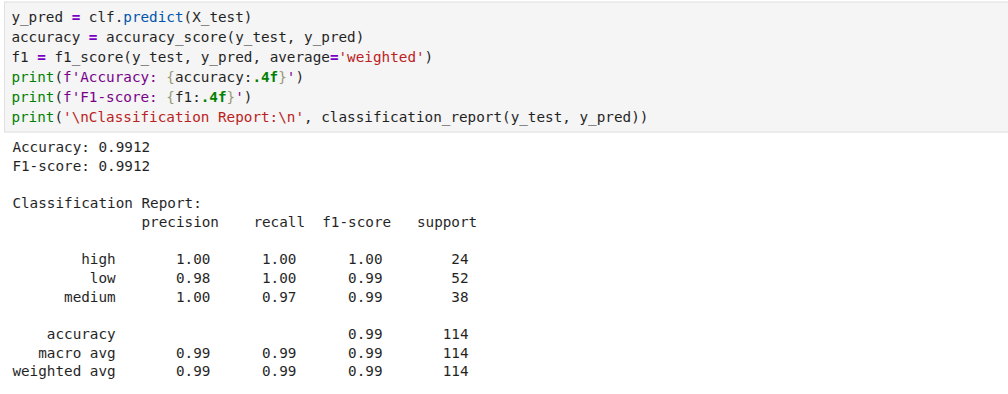 y_pred = clf.predict(X_test)
accuracy = accuracy_score(y_test, y_pred)
f1 = f1_score(y_test, y_pred, average='weighted')
print(f'Accuracy: {accuracy:.4f}')
print(f'F1-score: {f1:.4f}')
print('\nClassification Report:\n', classification_report(y_test, y_pred))
Accuracy: 0.9912
F1-score: 0.9912
Classification Report:
precision recall f1-score support
high 1.00 1.00 1.00 24
low 0.98 1.00 0.99 52
medium 1.00 0.97 0.99 38
accuracy 0.99 114
macro avg 0.99 0.99 0.99 114
weighted avg 0.99 0.99 0.99 114